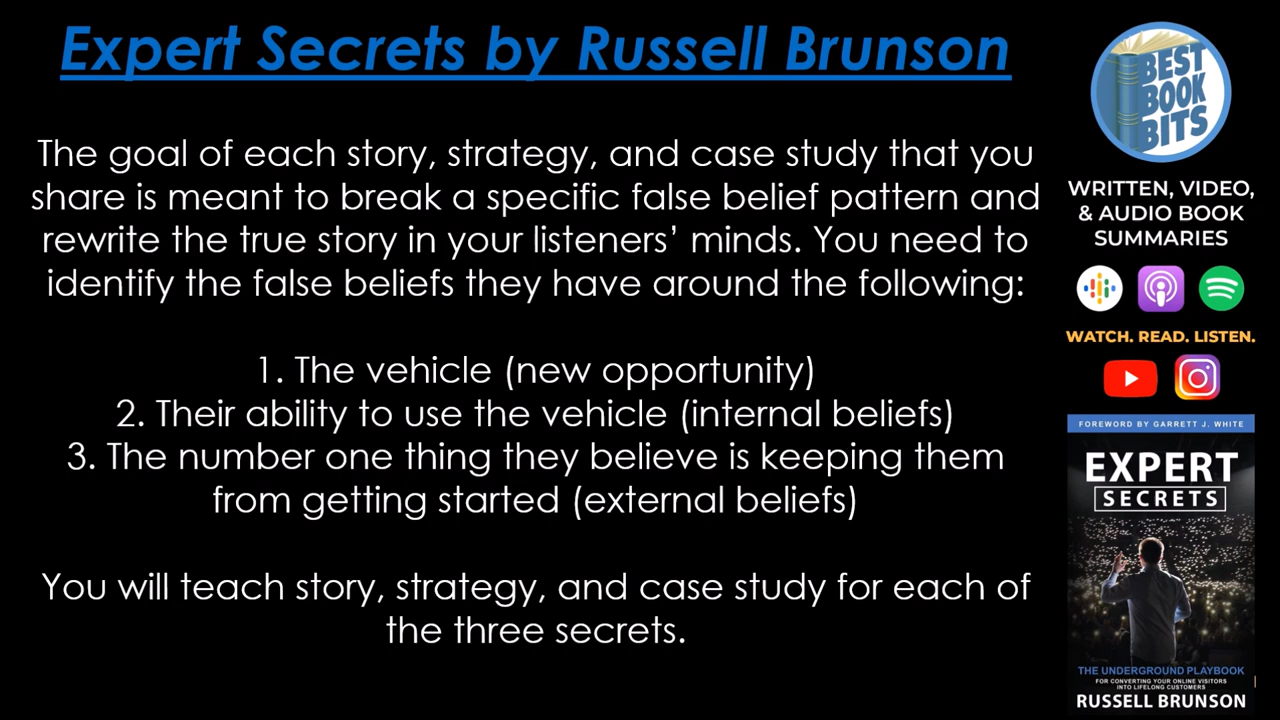 Expert Secrets by Russell Brunson
The goal of each story, strategy, and case study that you
share is meant to break a specific false belief pattern and
rewrite the true story in your listeners’ minds. You need to
identify the false beliefs they have around the following:
1. The vehicle (new opportunity)
2. Their ability to use the vehicle (internal beliefs)
3. The number one thing they believe is keeping them
from getting started (external beliefs)
You will teach story, strategy, and case study for each of
the three secrets.
BEST
BOOK
BITS
WRITTEN, VIDEO,
& AUDIO BOOK
SUMMARIES
WATCH. READ. LISTEN.
FOREWORD BY GARRETT J. WHITE
EXPERT
SECRETS
THE UNDERGROUND PLAYBOOK
FOR CONVERTING YOUR ONLINE VISITORS
INTO LIFELONG CUSTOMERS
RUSSELL BRUNSON